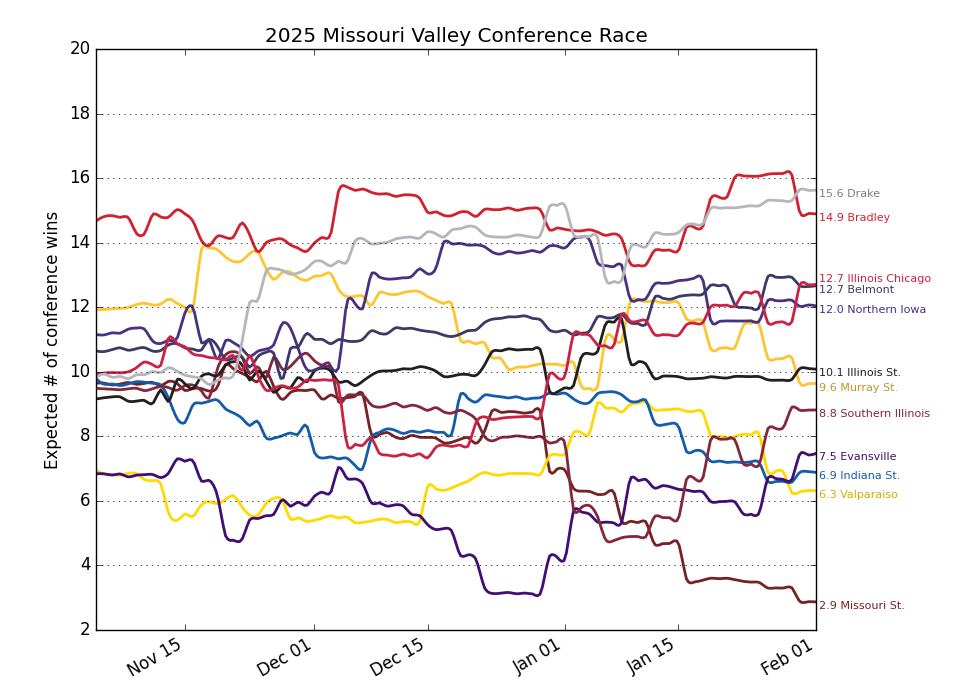 2025 Missouri Valley Conference Race
Expected # of conference wins
20
18
16
14
12
10
8
6
4
2
Nov 15
Dec 01
Dec 15
Jan 01
Jan 15
Feb 01
15.6 Drake
14.9 Bradley
12.7 Illinois Chicago
12.7 Belmont
12.0 Northern Iowa
10.1 Illinois St.
9.6 Murray St.
8.8 Southern Illinois
7.5 Evansville
6.9 Indiana St.
6.3 Valparaiso
2.9 Missouri St.